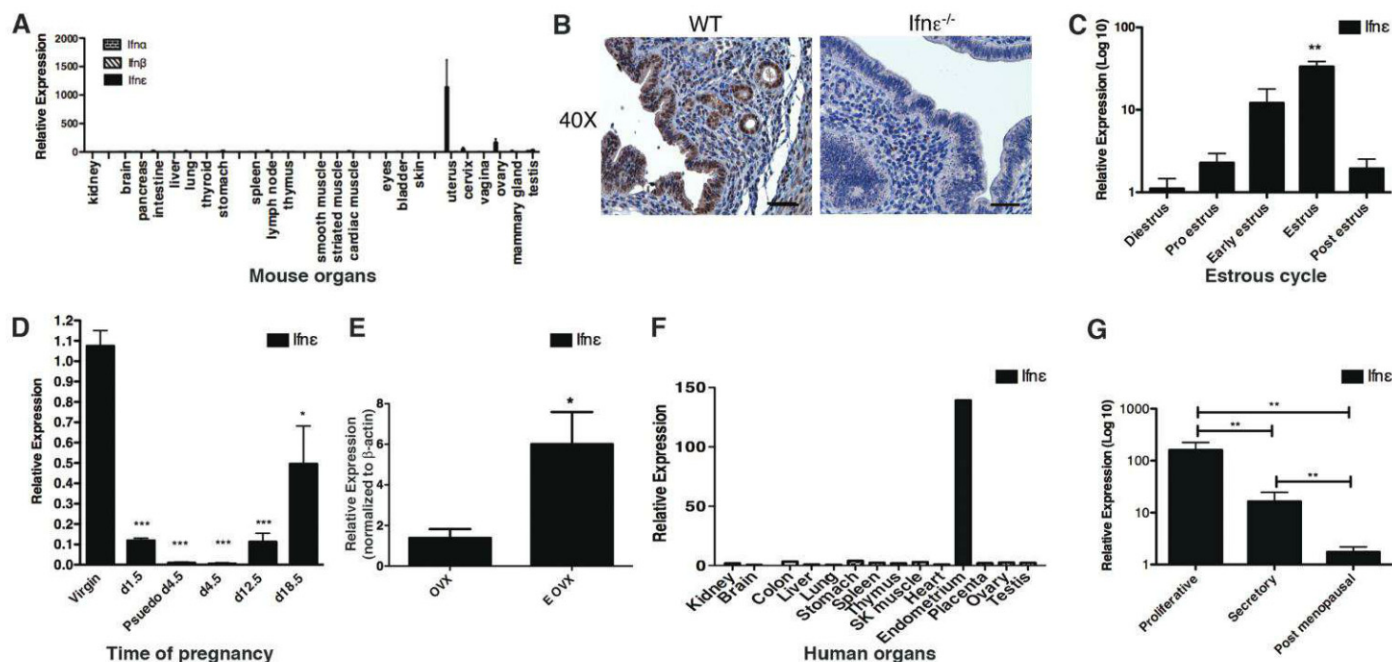 A
Ifnα
Ifnβ
Ifnε
Relative Expression
2000
1500
1000
500
0
kidney
brain
pancreas
intestine
liver
lung
thyroid
stomach
spleen
lymph node
thymus
smooth muscle
striated muscle
cardiac muscle
eyes
bladder
skin
uterus
cervix
vagina
ovary
mammary gland
testis
Mouse organs
B
WT
Ifnε-/-
40X
C
Ifnε
Relative Expression (Log10)
100
10
1
**
Diestrus
Pro estrus
Early estrus
Estrus
Post estrus
Estrous cycle
D
Ifnε
Relative Expression
1.2
1.1
1.0
0.9
0.8
0.7
0.6
0.5
0.4
0.3
0.2
0.1
0.0
***
***
***
***
*
Virgin
d1.5
Psuedo d4.5
d4.5
d12.5
d18.5
Time of pregnancy
E
Ifnε
Relative Expression
(normalized to β-actin)
8
6
4
2
0
*
OVX
E OVX
F
Ifnε
Relative Expression
150
100
50
0
Kidney
Brain
Colon
Liver
Lung
Stomach
Spleen
Thymus
SK muscle
Heart
Endometrium
Placenta
Ovary
Testis
Human organs
G
Ifnε
Relative Expression (Log10)
1000
100
10
1
**
**
**
Proliferative
Secretory
Post menopausal